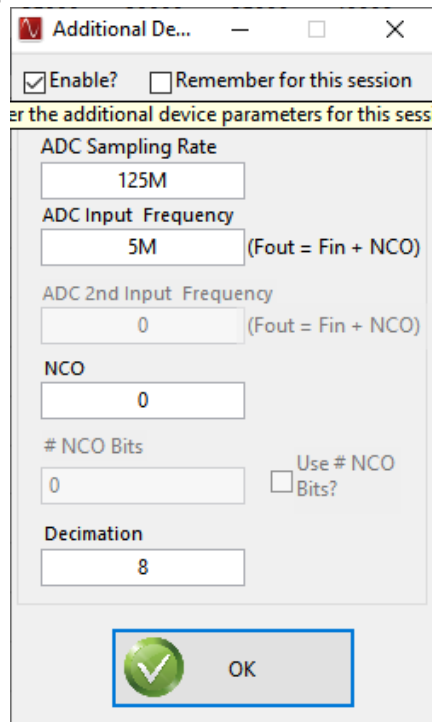 Additional De...
Enable? Remember for this session
er the additional device parameters for this sess
ADC Sampling Rate
125M
ADC Input Frequency
5M (Fout = Fin + NCO)
ADC 2nd Input Frequency
0 (Fout = Fin + NCO)
NCO
0
# NCO Bits
0
Use # NCO
Bits?
Decimation
8
OK